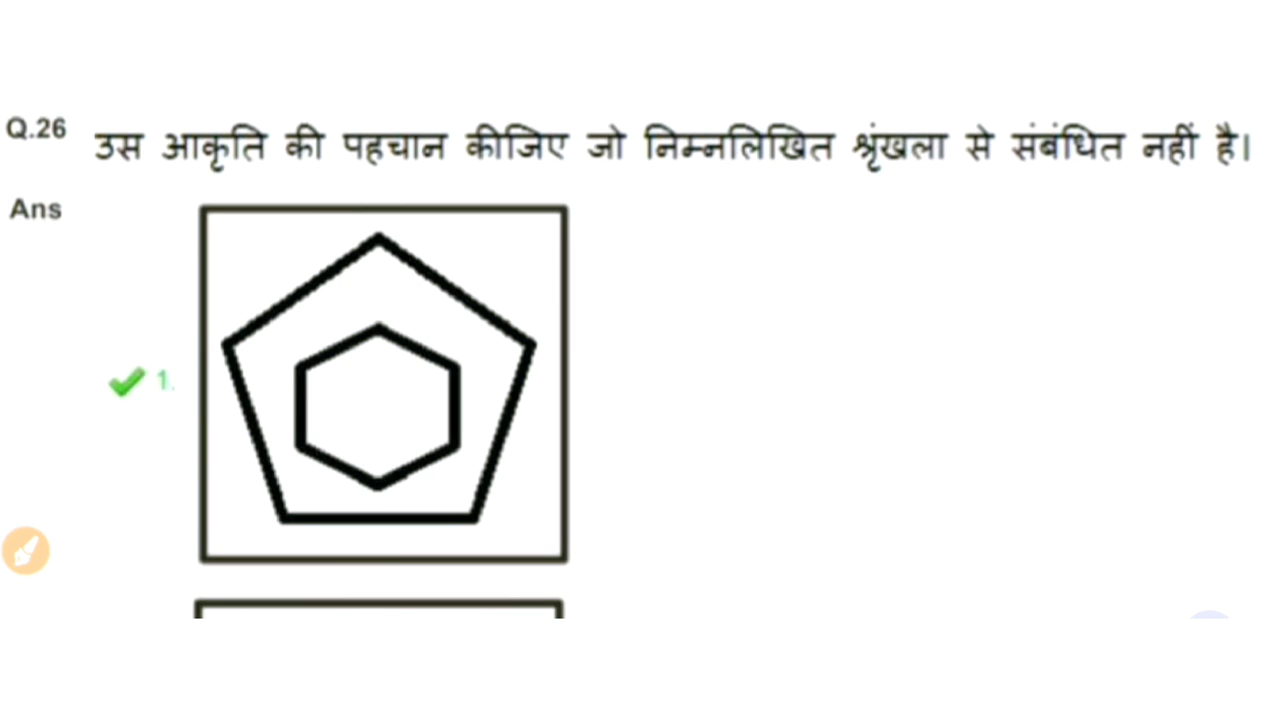 Q.26 उस आकृति की पहचान कीजिए जो निम्नलिखित श्रृंखला से संबंधित नहीं है।
Ans
1.